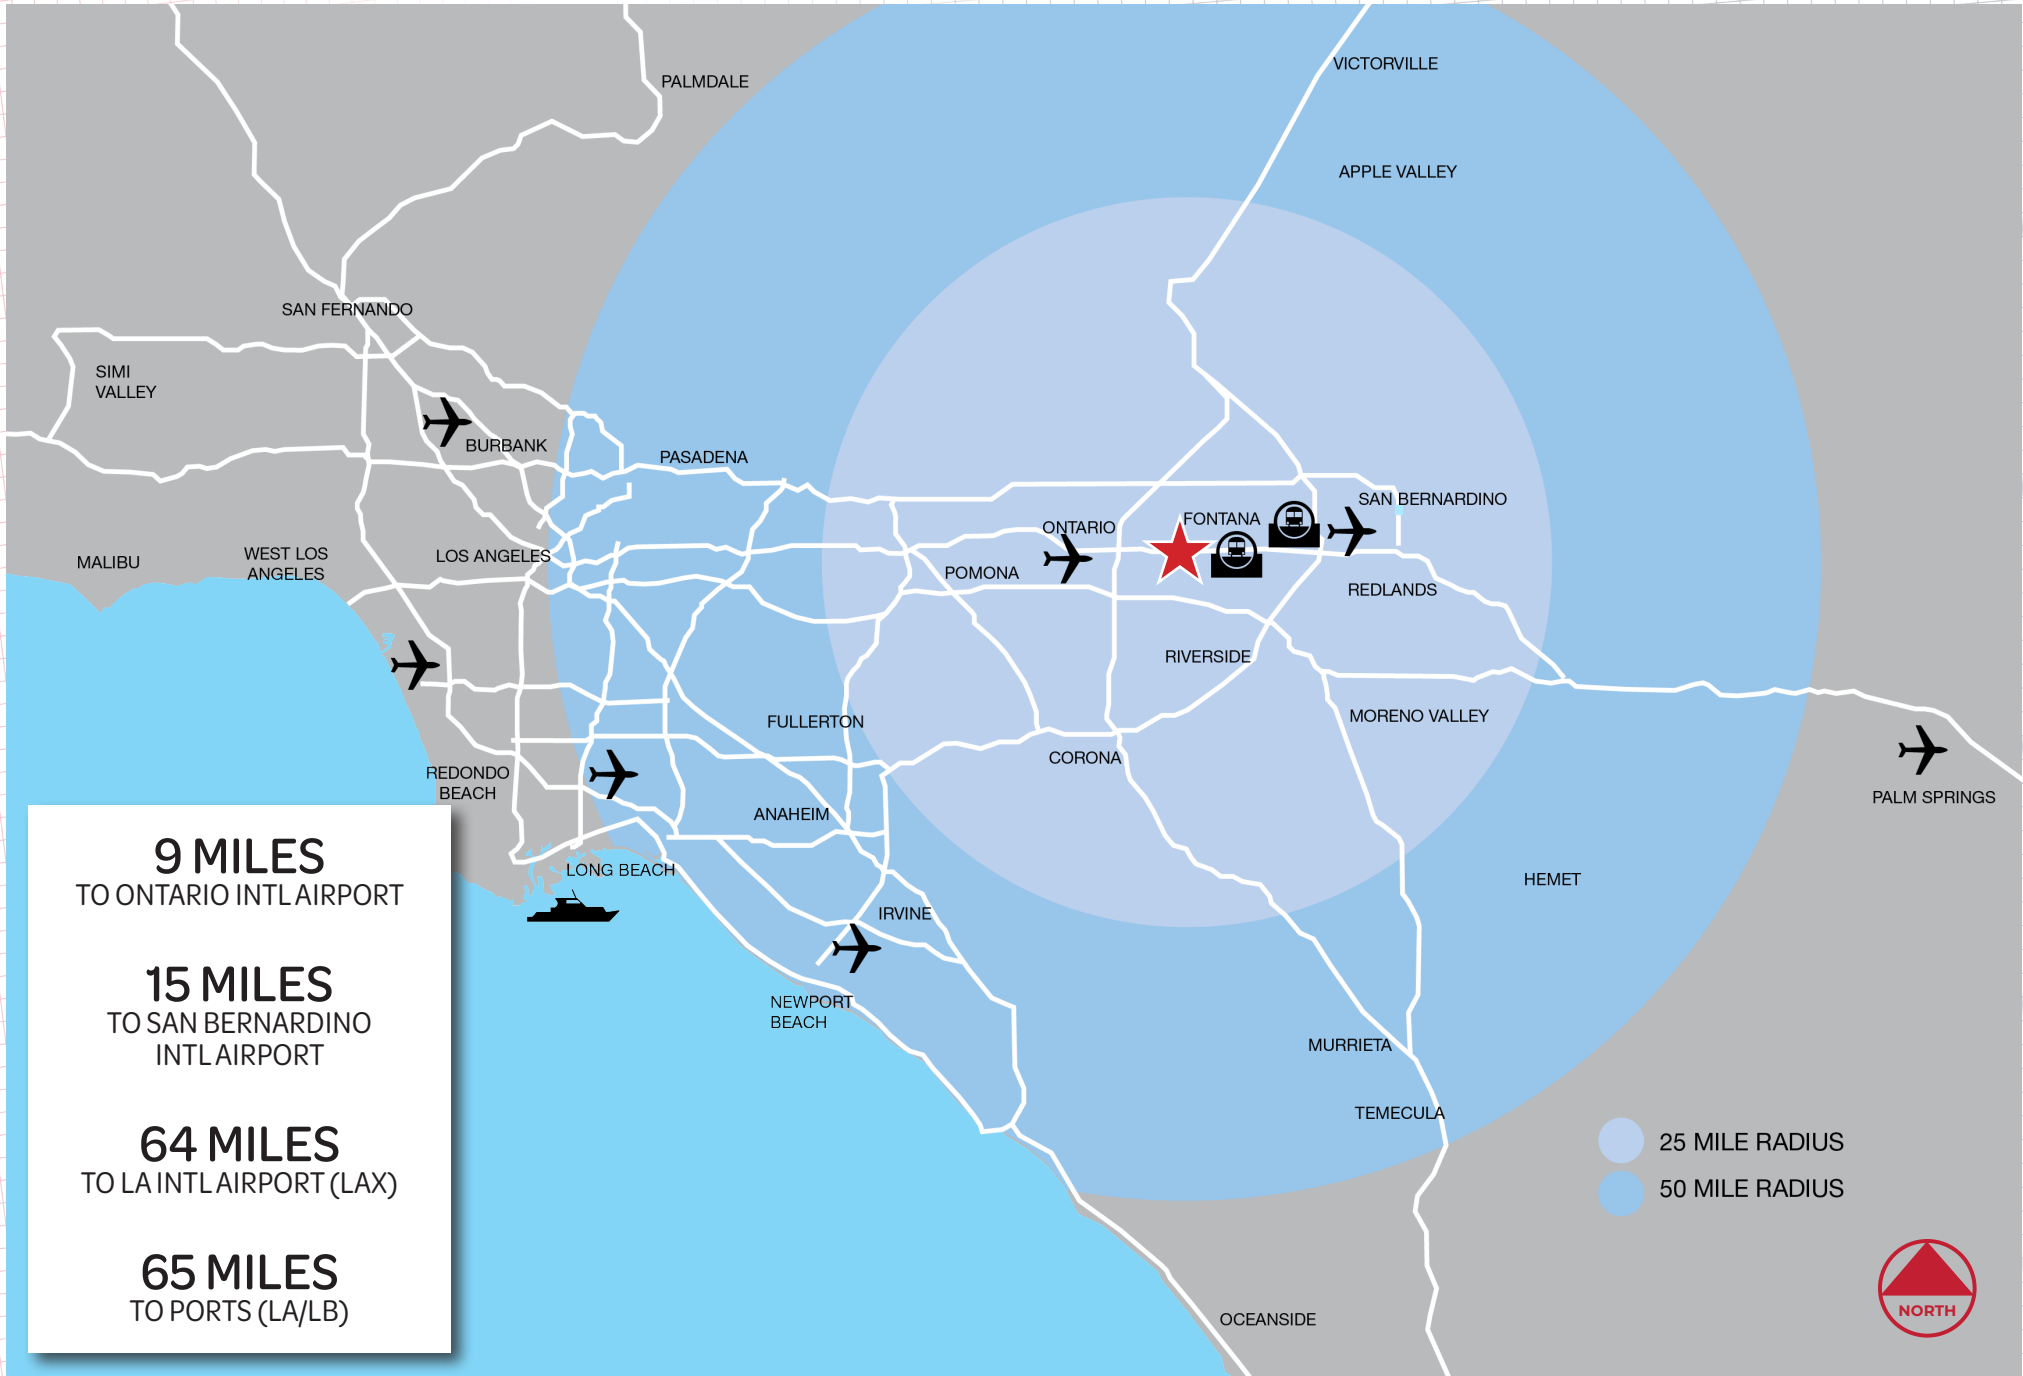 VICTORVILLE
PALMDALE
APPLE VALLEY
SAN FERNANDO
SIMI
VALLEY
BURBANK
PASADENA
SAN BERNARDINO
FONTANA
ONTARIO
MALIBU
WEST LOS
ANGELES
LOS ANGELES
POMONA
REDLANDS
RIVERSIDE
FULLERTON
MORENO VALLEY
CORONA
REDONDO
BEACH
PALM SPRINGS
ANAHEIM
LONG BEACH
HEMET
IRVINE
NEWPORT
BEACH
MURRIETA
TEMECULA
OCEANSIDE
9 MILES
TO ONTARIO INTL AIRPORT
15 MILES
TO SAN BERNARDINO
INTL AIRPORT
64 MILES
TO LA INTL AIRPORT (LAX)
65 MILES
TO PORTS (LA/LB)
25 MILE RADIUS
50 MILE RADIUS
NORTH